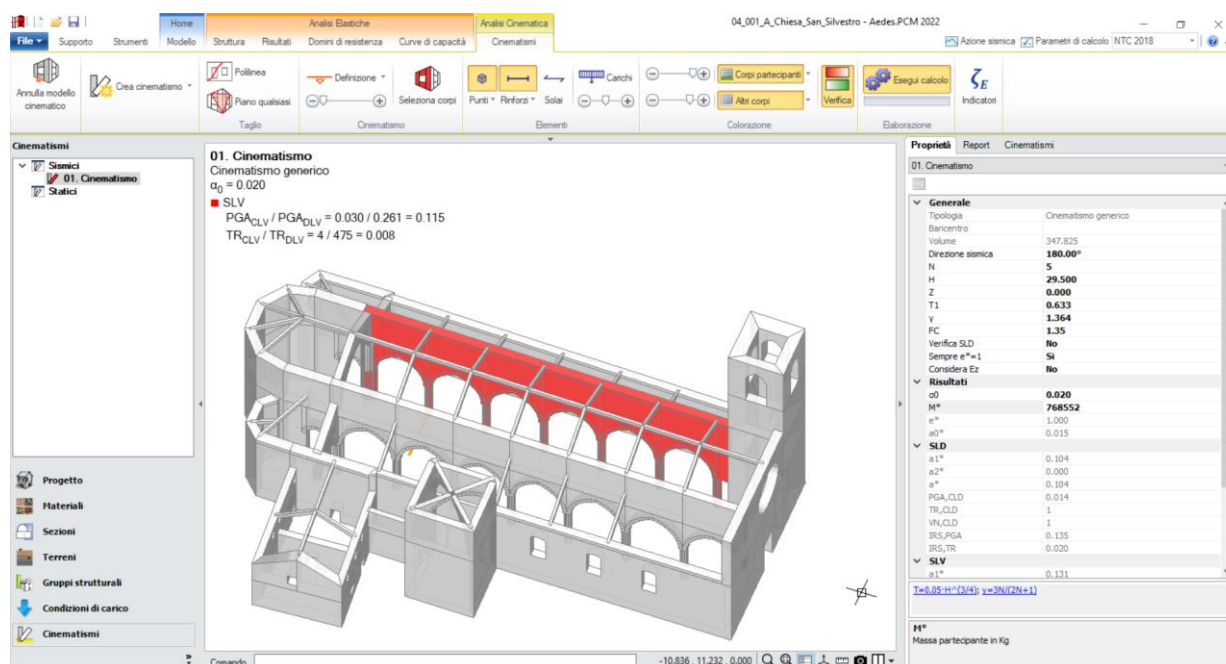 04_001_A_Chiesa_San_Silvestro - Aedes.PCM 2022
Home
Analisi Elastiche
Analisi Cinematica
File
Supporto
Strumenti
Modello
Struttura
Risultati
Domini di resistenza
Curve di capacità
Cinematismi
Azione sismica
Parametri di calcolo
NTC 2018
Annulla modello
cinematico
Crea cinematismo
Polilinea
Piano qualsiasi
Taglio
Definizione
Seleziona corpi
Cinematismo
Punti
Rinforzi
Solai
Carichi
Elementi
Corpi partecipanti
Altri corpi
Verifica
Colorazione
Esegui calcolo
Elaborazione
ζE
Indicatori
Cinematismi
Sismici
01. Cinematismo
Statici
Progetto
Materiali
Sezioni
Terreni
Gruppi strutturali
Condizioni di carico
Cinematismi
01. Cinematismo
Cinematismo generico
α0 = 0.020
SLV
PGACLV / PGADLV = 0.030 / 0.261 = 0.115
TRCLV / TRDLV = 4 / 475 = 0.008
Comando
-10.836 , 11.232 , 0.000
Proprietà Report Cinematismi
01. Cinematismo
Generale
Tipologia Cinematismo generico
Baricentro
Volume 347.825
Direzione sismica 180.00°
N 5
H 29.500
Z 0.000
T1 0.633
γ 1.364
FC 1.35
Verifica SLD No
Sempre e*=1 Sì
Considera Ez No
Risultati
α0 0.020
M* 768552
e* 1.000
a0* 0.015
SLD
a1* 0.104
a2* 0.000
a* 0.104
PGA,CLD 0.014
TR,CLD 1
VN,CLD 1
IRS,PGA 0.135
IRS,TR 0.020
SLV
a1* 0.131
T=0.05·H^(3/4); γ=3N/(2N+1)
M*
Massa partecipante in Kg